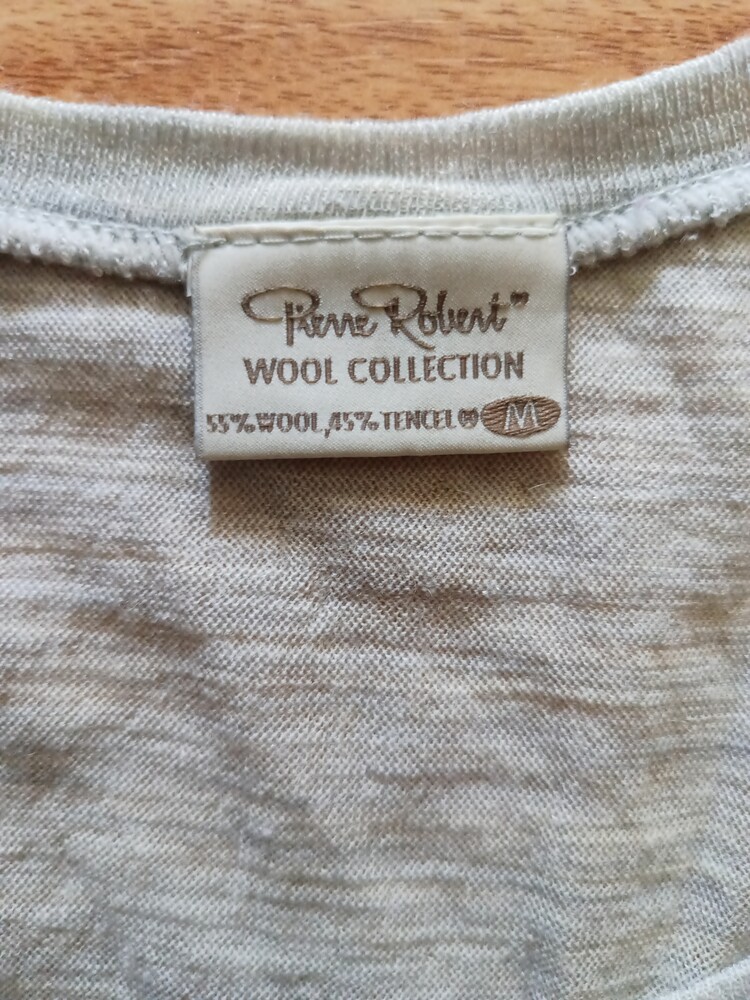 Pierre Robert®
WOOL COLLECTION
55%WOOL,45%TENCEL® M